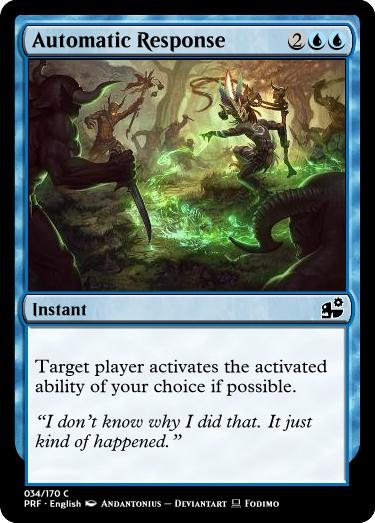 Automatic Response 2
Instant
Target player activates the activated
ability of your choice if possible.
“I don’t know why I did that. It just
kind of happened.”
034/170 C
PRF • English Andantonius — Deviantart Fodimo